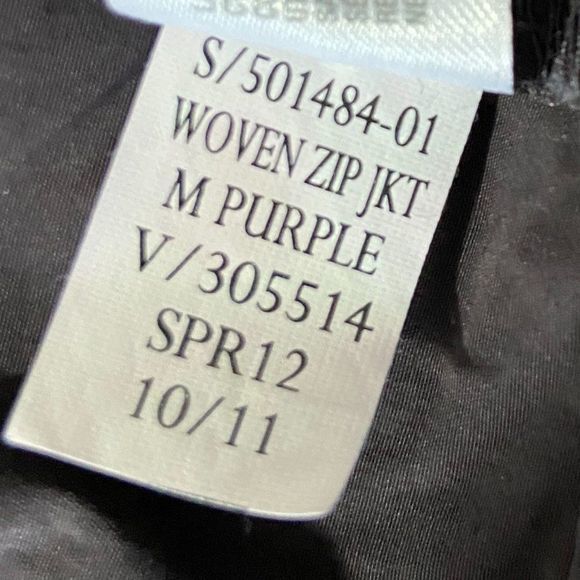 S/501484-01
WOVEN ZIP JKT
M PURPLE
V/305514
SPR12
10/11